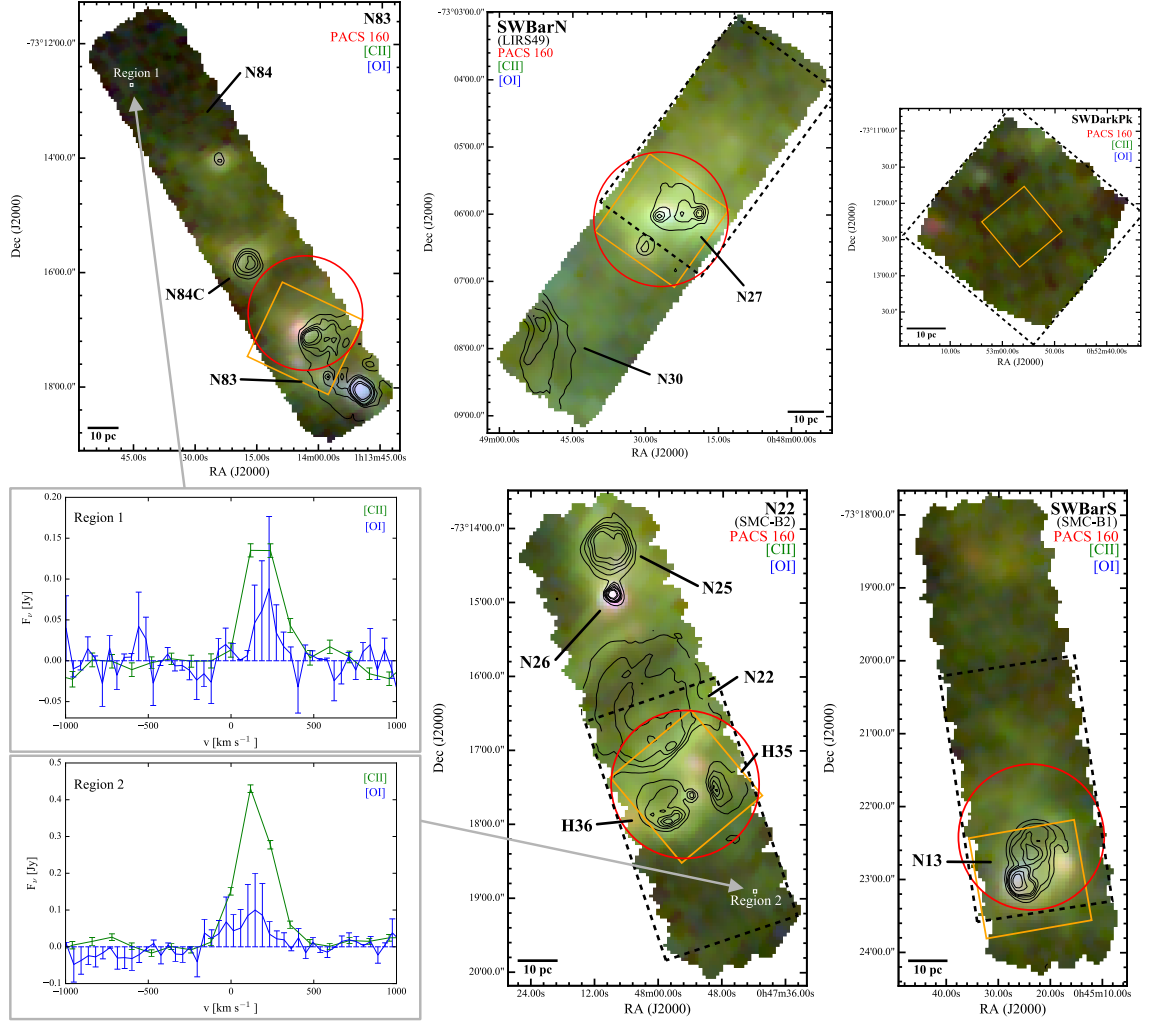 N83
PACS 160
[CII]
[OI]
Region 1
N84
N84C
N83
10 pc
-73°12'00.0"
14'00.0"
16'00.0"
18'00.0"
Dec (J2000)
45.00s
30.00s
15.00s
14m00.00s
1h13m45.00s
RA (J2000)
SWBarN
(LIRS49)
PACS 160
[CII]
[OI]
N27
N30
10 pc
-73°03'00.0"
04'00.0"
05'00.0"
06'00.0"
07'00.0"
08'00.0"
09'00.0"
Dec (J2000)
49m00.00s
45.00s
30.00s
15.00s
0h48m00.00s
RA (J2000)
SWDarkPk
PACS 160
[CII]
[OI]
10 pc
-73°11'00.0"
30.0"
12'00.0"
30.0"
13'00.0"
30.0"
Dec (J2000)
10.00s
53m00.00s
50.00s
0h52m40.00s
RA (J2000)
Region 1
[CII]
[OI]
0.20
0.15
0.10
0.05
0.00
−0.05
Fν [Jy]
−1000
−500
0
500
1000
v [km s−1 ]
Region 2
[CII]
[OI]
0.5
0.4
0.3
0.2
0.1
0.0
−0.1
Fν [Jy]
−1000
−500
0
500
1000
v [km s−1 ]
N22
(SMC-B2)
PACS 160
[CII]
[OI]
N25
N26
N22
H35
H36
Region 2
10 pc
-73°14'00.0"
15'00.0"
16'00.0"
17'00.0"
18'00.0"
19'00.0"
20'00.0"
Dec (J2000)
24.00s
12.00s
48m00.00s
48.00s
0h47m36.00s
RA (J2000)
SWBarS
(SMC-B1)
PACS 160
[CII]
[OI]
N13
10 pc
-73°18'00.0"
19'00.0"
20'00.0"
21'00.0"
22'00.0"
23'00.0"
24'00.0"
Dec (J2000)
40.00s
30.00s
20.00s
0h45m10.00s
RA (J2000)